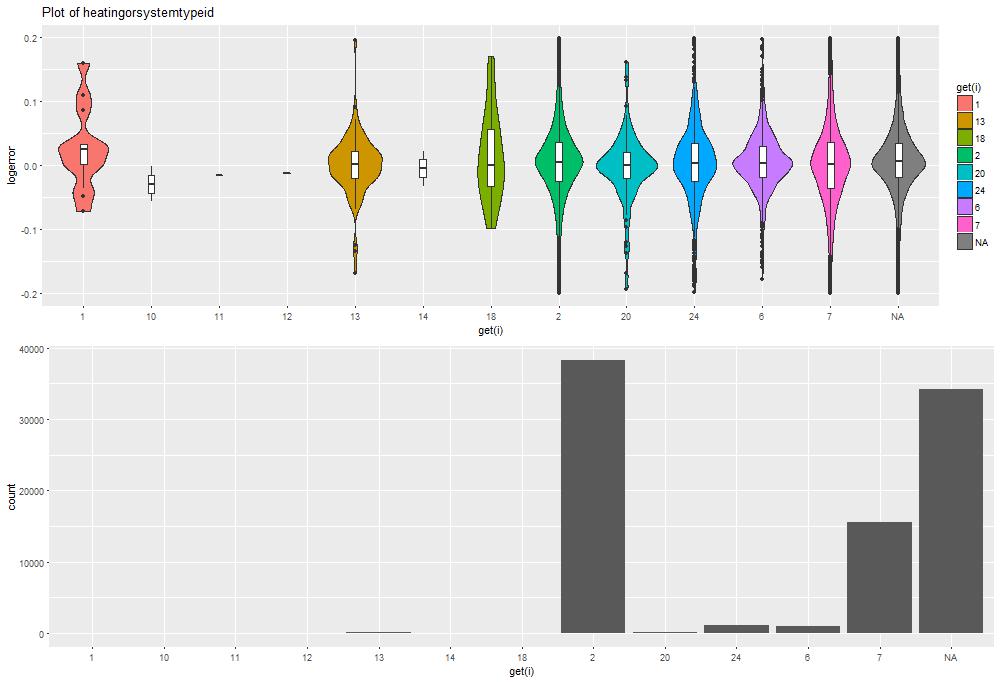 Plot of heatingorsystemtypeid
logerror
0.2
0.1
0.0
-0.1
-0.2
1 10 11 12 13 14 18 2 20 24 6 7 NA
get(i)
get(i)
1
13
18
2
20
24
6
7
NA
count
40000
30000
20000
10000
0
1 10 11 12 13 14 18 2 20 24 6 7 NA
get(i)